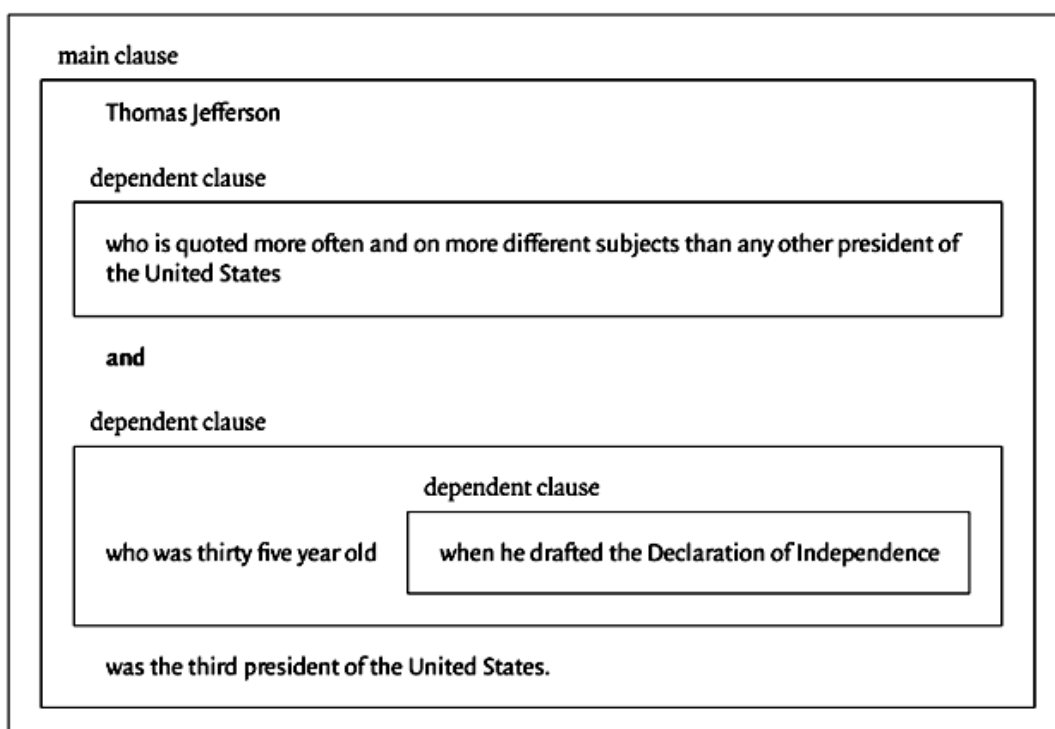 main clause
Thomas Jefferson
dependent clause
who is quoted more often and on more different subjects than any other president of
the United States
and
dependent clause
dependent clause
who was thirty five year old when he drafted the Declaration of Independence
was the third president of the United States.